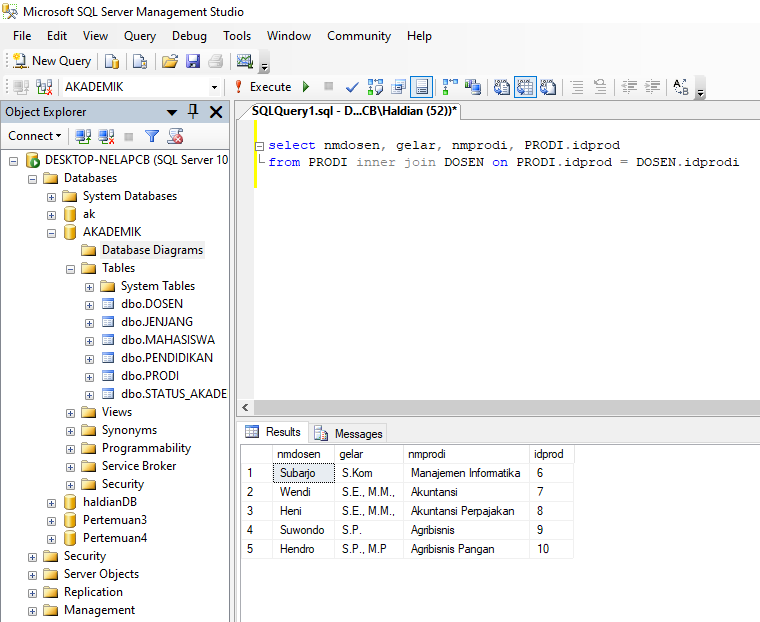 Microsoft SQL Server Management Studio
File Edit View Query Debug Tools Window Community Help
New Query
AKADEMIK Execute
Object Explorer
SQLQuery1.sql - D...CB\Haldian (52))*
Connect
DESKTOP-NELAPCB (SQL Server 10
Databases
System Databases
ak
AKADEMIK
Database Diagrams
Tables
System Tables
dbo.DOSEN
dbo.JENJANG
dbo.MAHASISWA
dbo.PENDIDIKAN
dbo.PRODI
dbo.STATUS_AKADE
Views
Synonyms
Programmability
Service Broker
Security
haldianDB
Pertemuan3
Pertemuan4
Security
Server Objects
Replication
Management
select nmdosen, gelar, nmprodi, PRODI.idprod
from PRODI inner join DOSEN on PRODI.idprod = DOSEN.idprodi
Results Messages
nmdosen gelar nmprodi idprod
1 Subarjo S.Kom Manajemen Informatika 6
2 Wendi S.E., M.M., Akuntansi 7
3 Heni S.E., M.M., Akuntansi Perpajakan 8
4 Suwondo S.P. Agribisnis 9
5 Hendro S.P., M.P Agribisnis Pangan 10